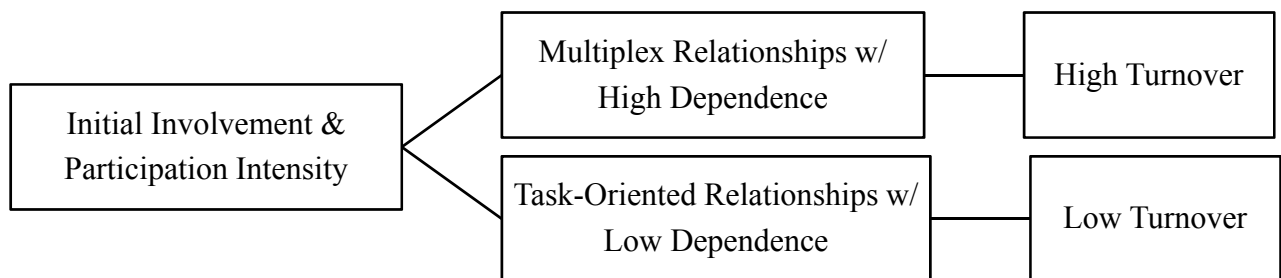 Initial Involvement &
Participation Intensity
Multiplex Relationships w/
High Dependence
High Turnover
Task-Oriented Relationships w/
Low Dependence
Low Turnover